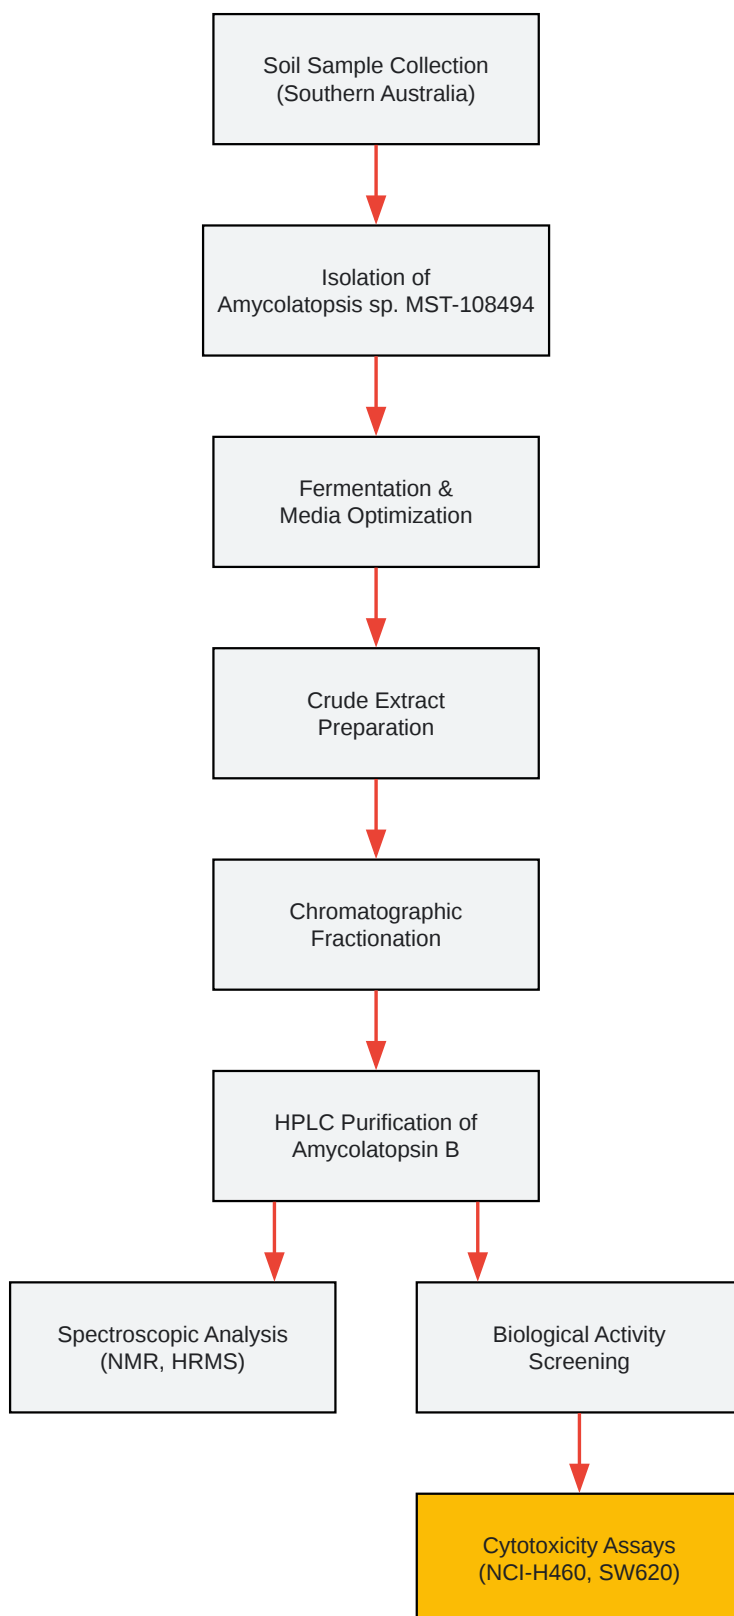 Soil Sample Collection
(Southern Australia)
Isolation of
Amycolatopsis sp. MST-108494
Fermentation &
Media Optimization
Crude Extract
Preparation
Chromatographic
Fractionation
HPLC Purification of
Amycolatopsin B
Spectroscopic Analysis
(NMR, HRMS)
Biological Activity
Screening
Cytotoxicity Assays
(NCI-H460, SW620)